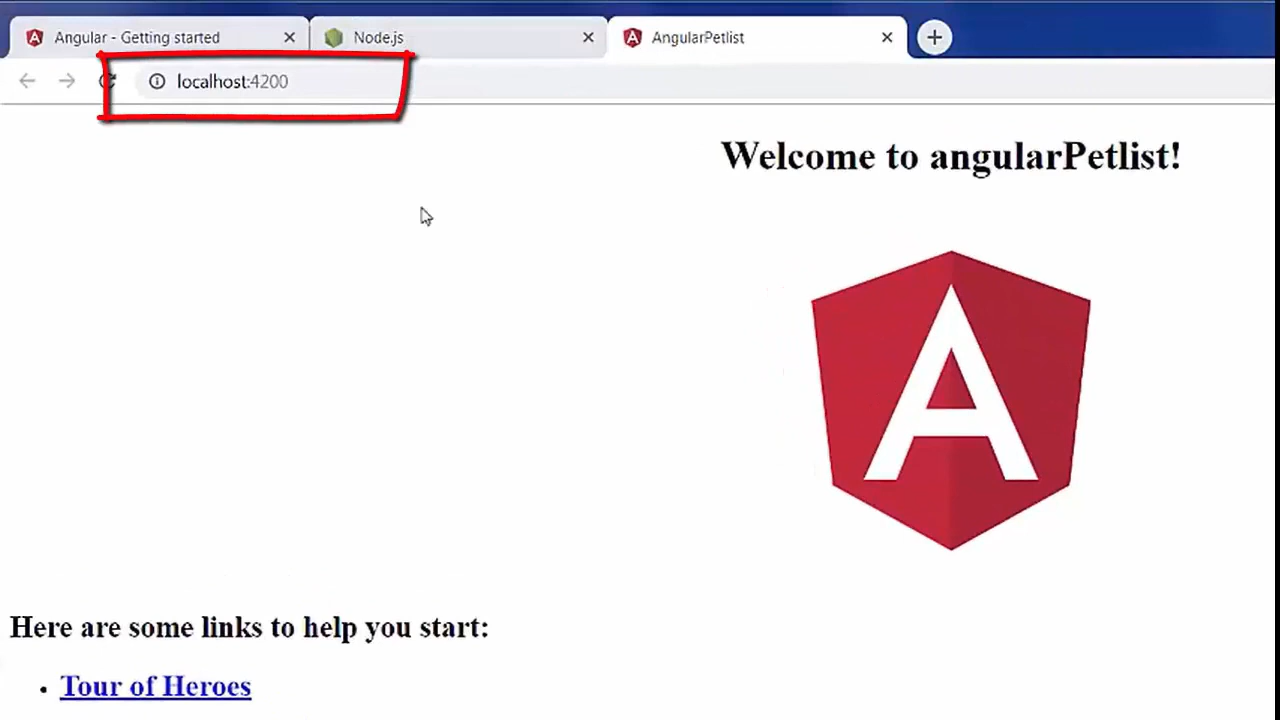 Angular - Getting started
Node.js
AngularPetlist
localhost:4200
Welcome to angularPetlist!
A
Here are some links to help you start:
Tour of Heroes